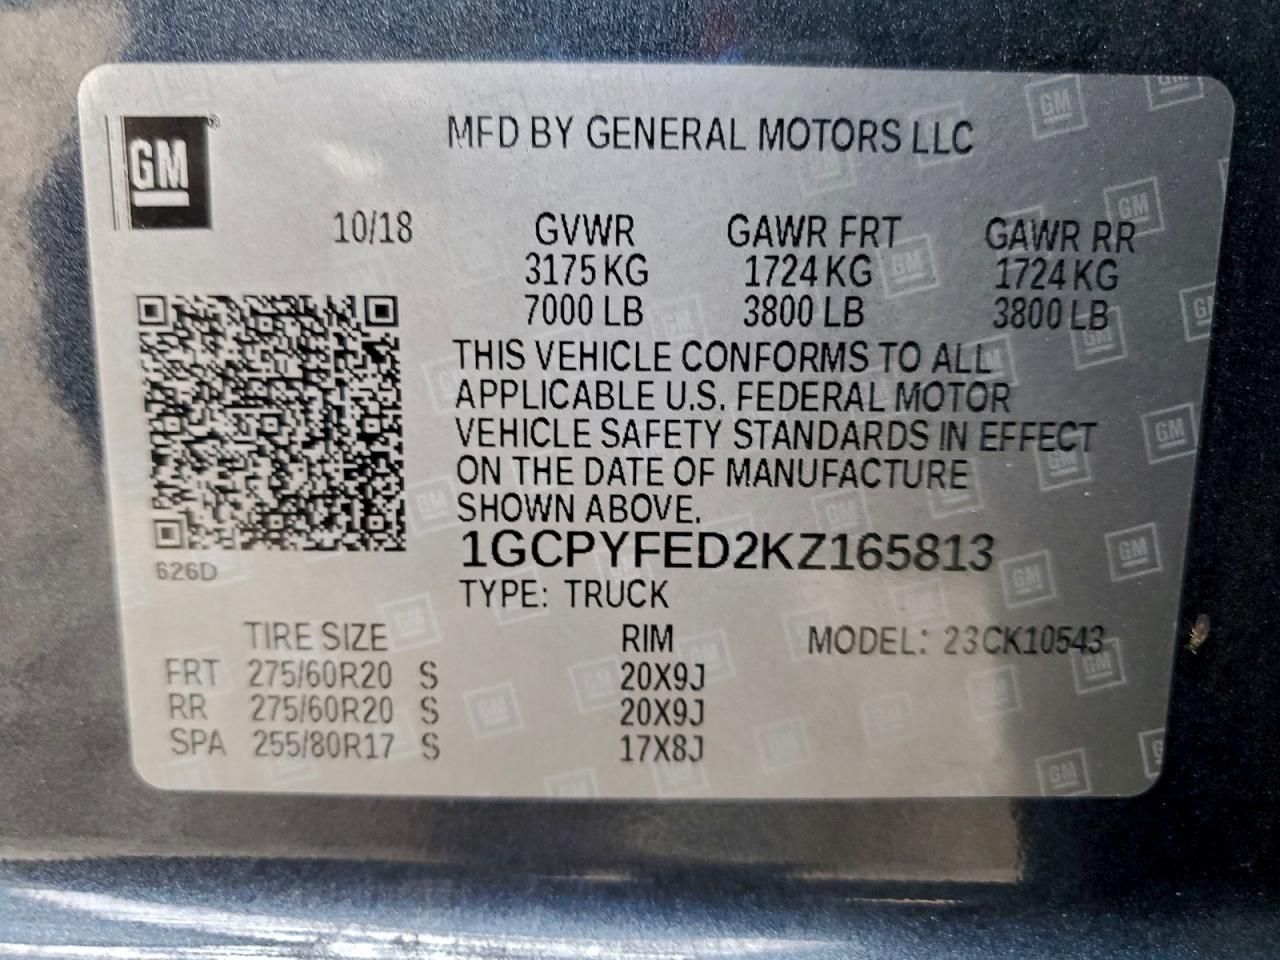 MFD BY GENERAL MOTORS LLC
GM
10/18 GVWR GAWR FRT GAWR RR
3175 KG 1724 KG 1724 KG
7000 LB 3800 LB 3800 LB
THIS VEHICLE CONFORMS TO ALL
APPLICABLE U.S. FEDERAL MOTOR
VEHICLE SAFETY STANDARDS IN EFFECT
ON THE DATE OF MANUFACTURE
SHOWN ABOVE.
1GCPYFED2KZ165813
626D
TYPE: TRUCK
TIRE SIZE RIM MODEL: 23CK10543
FRT 275/60R20 S 20X9J
RR 275/60R20 S 20X9J
SPA 255/80R17 S 17X8J